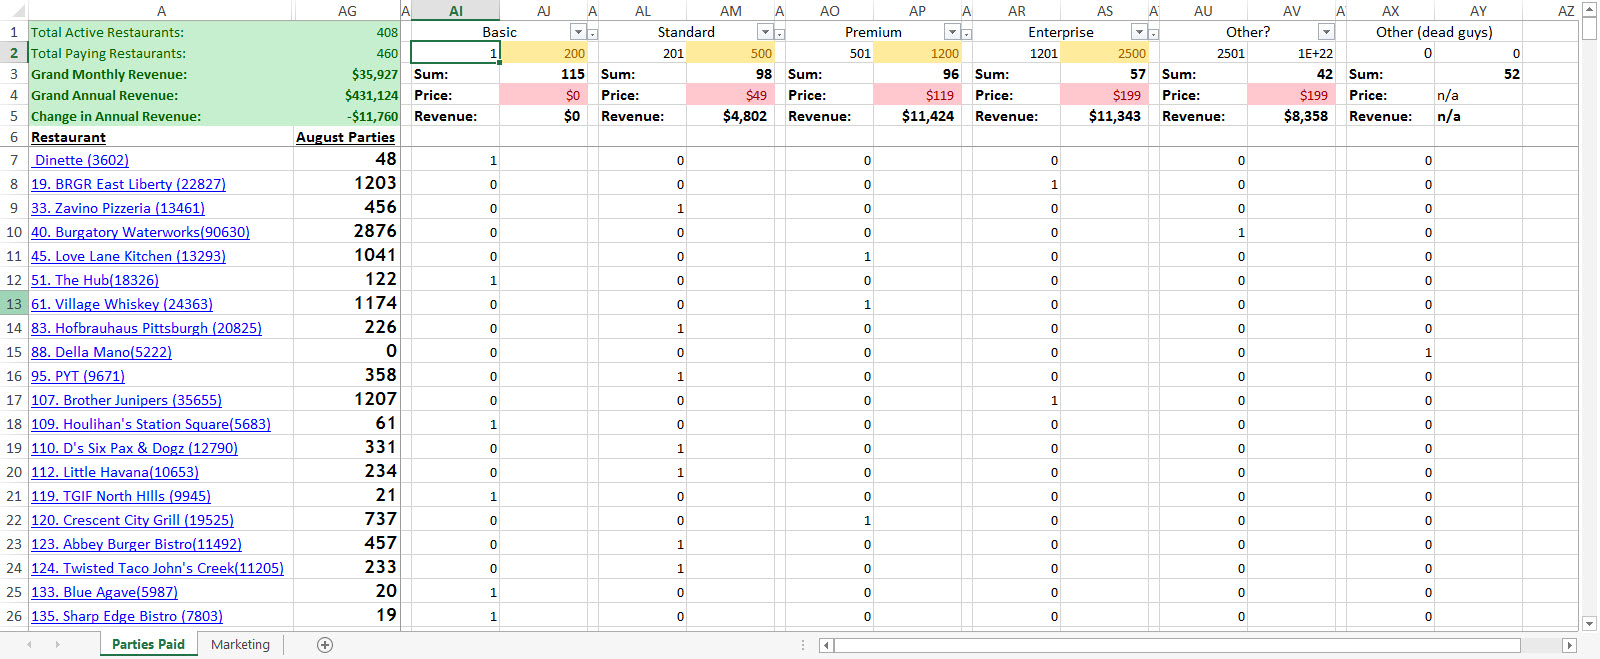 A AG A AI AJ A AL AM A AO AP A AR AS A AU AV A AX AY AZ
1 Total Active Restaurants: 408 Basic Standard Premium Enterprise Other? Other (dead guys)
2 Total Paying Restaurants: 460 1 200 201 500 501 1200 1201 2500 2501 1E+22 0 0
3 Grand Monthly Revenue: $35,927 Sum: 115 Sum: 98 Sum: 96 Sum: 57 Sum: 42 Sum: 52
4 Grand Annual Revenue: $431,124 Price: $0 Price: $49 Price: $119 Price: $199 Price: $199 Price: n/a
5 Change in Annual Revenue: -$11,760 Revenue: $0 Revenue: $4,802 Revenue: $11,424 Revenue: $11,343 Revenue: $8,358 Revenue: n/a
6 Restaurant August Parties
7 Dinette (3602) 48 1 0 0 0 0 0
8 19. BRGR East Liberty (22827) 1203 0 0 0 1 0 0
9 33. Zavino Pizzeria (13461) 456 0 1 0 0 0 0
10 40. Burgatory Waterworks(90630) 2876 0 0 0 0 1 0
11 45. Love Lane Kitchen (13293) 1041 0 0 1 0 0 0
12 51. The Hub(18326) 122 1 0 0 0 0 0
13 61. Village Whiskey (24363) 1174 0 0 1 0 0 0
14 83. Hofbrauhaus Pittsburgh (20825) 226 0 1 0 0 0 0
15 88. Della Mano(5222) 0 0 0 0 0 0 1
16 95. PYT (9671) 358 0 1 0 0 0 0
17 107. Brother Junipers (35655) 1207 0 0 0 1 0 0
18 109. Houlihan's Station Square(5683) 61 1 0 0 0 0 0
19 110. D's Six Pax & Dogz (12790) 331 0 1 0 0 0 0
20 112. Little Havana(10653) 234 0 1 0 0 0 0
21 119. TGIF North HIlls (9945) 21 1 0 0 0 0 0
22 120. Crescent City Grill (19525) 737 0 0 1 0 0 0
23 123. Abbey Burger Bistro(11492) 457 0 1 0 0 0 0
24 124. Twisted Taco John's Creek(11205) 233 0 1 0 0 0 0
25 133. Blue Agave(5987) 20 1 0 0 0 0 0
26 135. Sharp Edge Bistro (7803) 19 1 0 0 0 0 0
Parties Paid Marketing